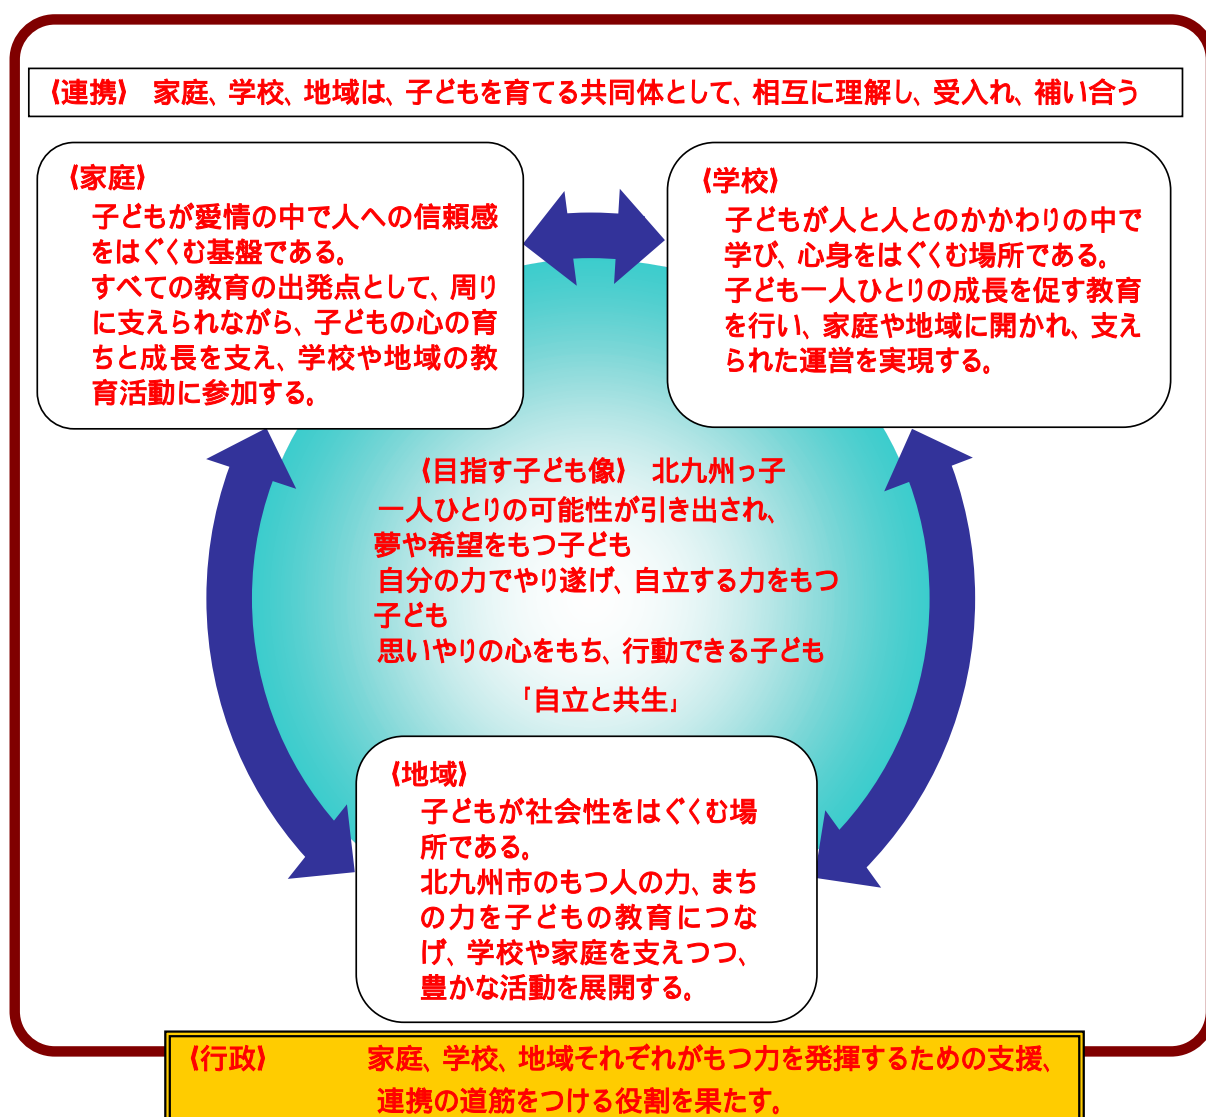 《連携》 家庭、学校、地域は、子どもを育てる共同体として、相互に理解し、受入れ、補い合う
《家庭》
子どもが愛情の中で人への信頼感
をはぐくむ基盤である。
すべての教育の出発点として、周り
に支えられながら、子どもの心の育
ちと成長を支え、学校や地域の教
育活動に参加する。
《学校》
子どもが人と人とのかかわりの中で
学び、心身をはぐくむ場所である。
子ども一人ひとりの成長を促す教育
を行い、家庭や地域に開かれ、支え
られた運営を実現する。
《目指す子ども像》 北九州っ子
一人ひとりの可能性が引き出され、
夢や希望をもつ子ども
自分の力でやり遂げ、自立する力をもつ
子ども
思いやりの心をもち、行動できる子ども
「自立と共生」
《地域》
子どもが社会性をはぐくむ場
所である。
北九州市のもつ人の力、まち
の力を子どもの教育につな
げ、学校や家庭を支えつつ、
豊かな活動を展開する。
《行政》 家庭、学校、地域それぞれがもつ力を発揮するための支援、
連携の道筋をつける役割を果たす。